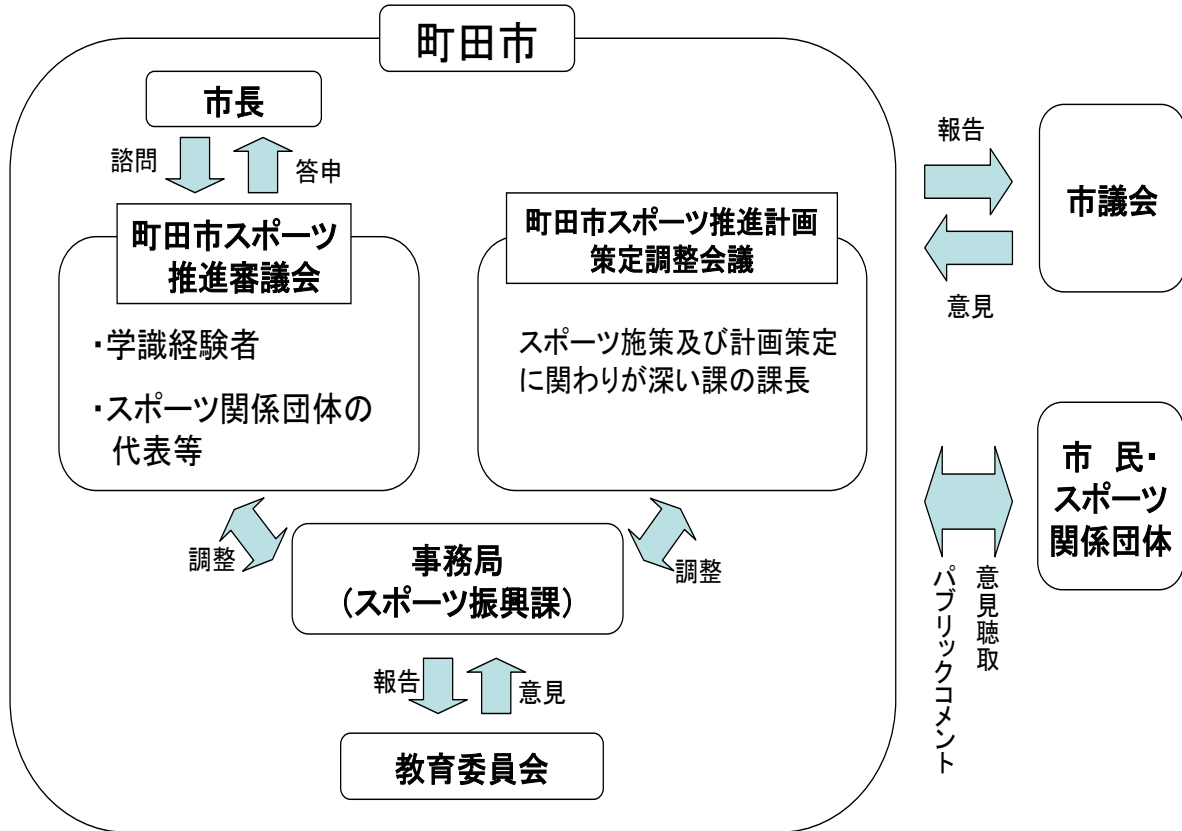 町田市
市長
諮問
答申
町田市スポーツ
推進審議会
・学識経験者
・スポーツ関係団体の
代表等
町田市スポーツ推進計画
策定調整会議
スポーツ施策及び計画策定
に関わりが深い課の課長
調整
調整
事務局
(スポーツ振興課)
報告
意見
教育委員会
報告
意見
市議会
市 民・
スポーツ
関係団体
意見聴取
パブリックコメント